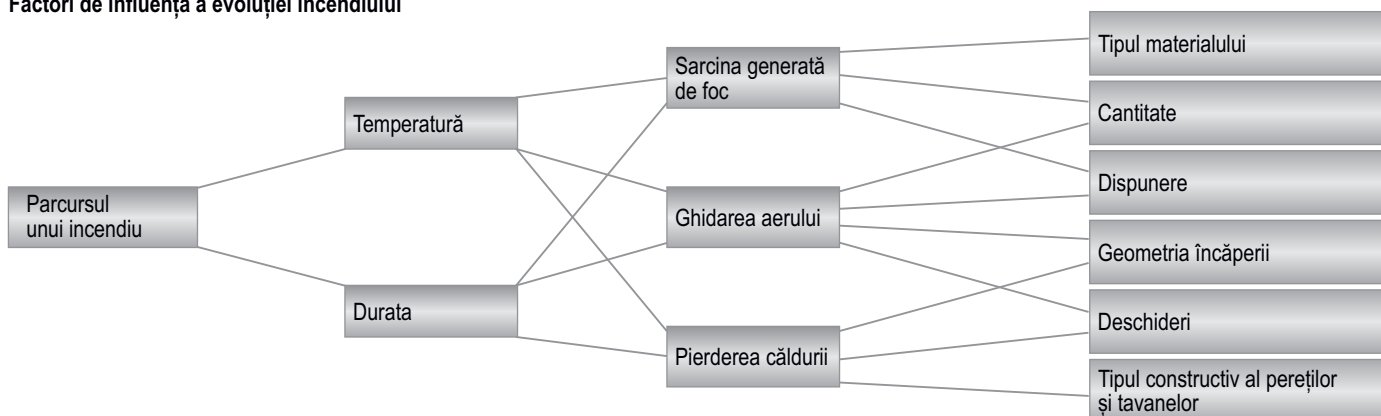 Factori de influență a evoluției incendiului
Parcursul
unui incendiu
Temperatură
Durata
Sarcina generată
de foc
Ghidarea aerului
Pierderea căldurii
Tipul materialului
Cantitate
Dispunere
Geometria încăperii
Deschideri
Tipul constructiv al pereților
și tavanelor